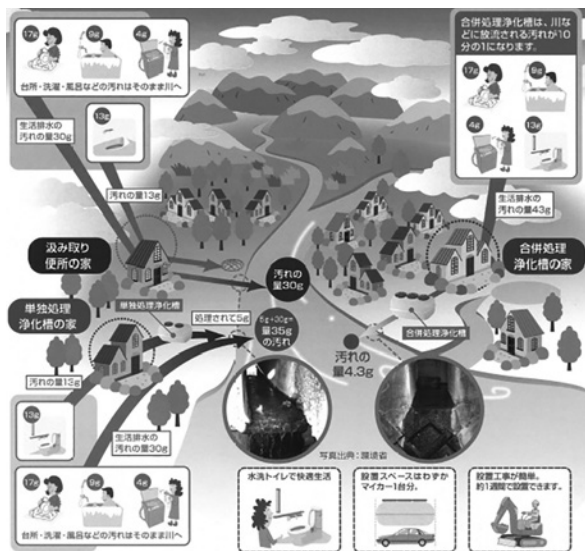 17g
9g
4g
台所・洗濯・風呂などの汚れはそのまま川へ
生活排水の
汚れの量30g
13g
汚れの量13g
汲み取り
便所の家
汚れの
量30g
単独処理
浄化槽の家
単独処理浄化槽
処理されて5g
5g+30g=
量35g
の汚れ
汚れの量13g
13g
生活排水の
汚れの量30g
17g
9g
4g
台所・洗濯・風呂などの汚れはそのまま川へ
合併処理浄化槽は、川な
どに放流される汚れが10
分の1になります。
17g
9g
4g
13g
生活排水の
汚れの量43g
合併処理
浄化槽の家
合併処理浄化槽
汚れの
量4.3g
写真出典：環境省
水洗トイレで快適生活
設置スペースはわずか
マイカー1台分。
設置工事が簡単。
約1週間で設置できます。